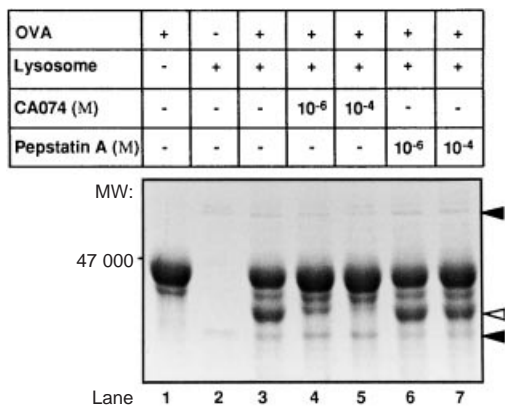 OVA + - + + + + +
Lysosome - + + + + + +
CA074 (M) - - - 10-6 10-4 - -
Pepstatin A (M) - - - - - 10-6 10-4
MW:
47 000
Lane 1 2 3 4 5 6 7